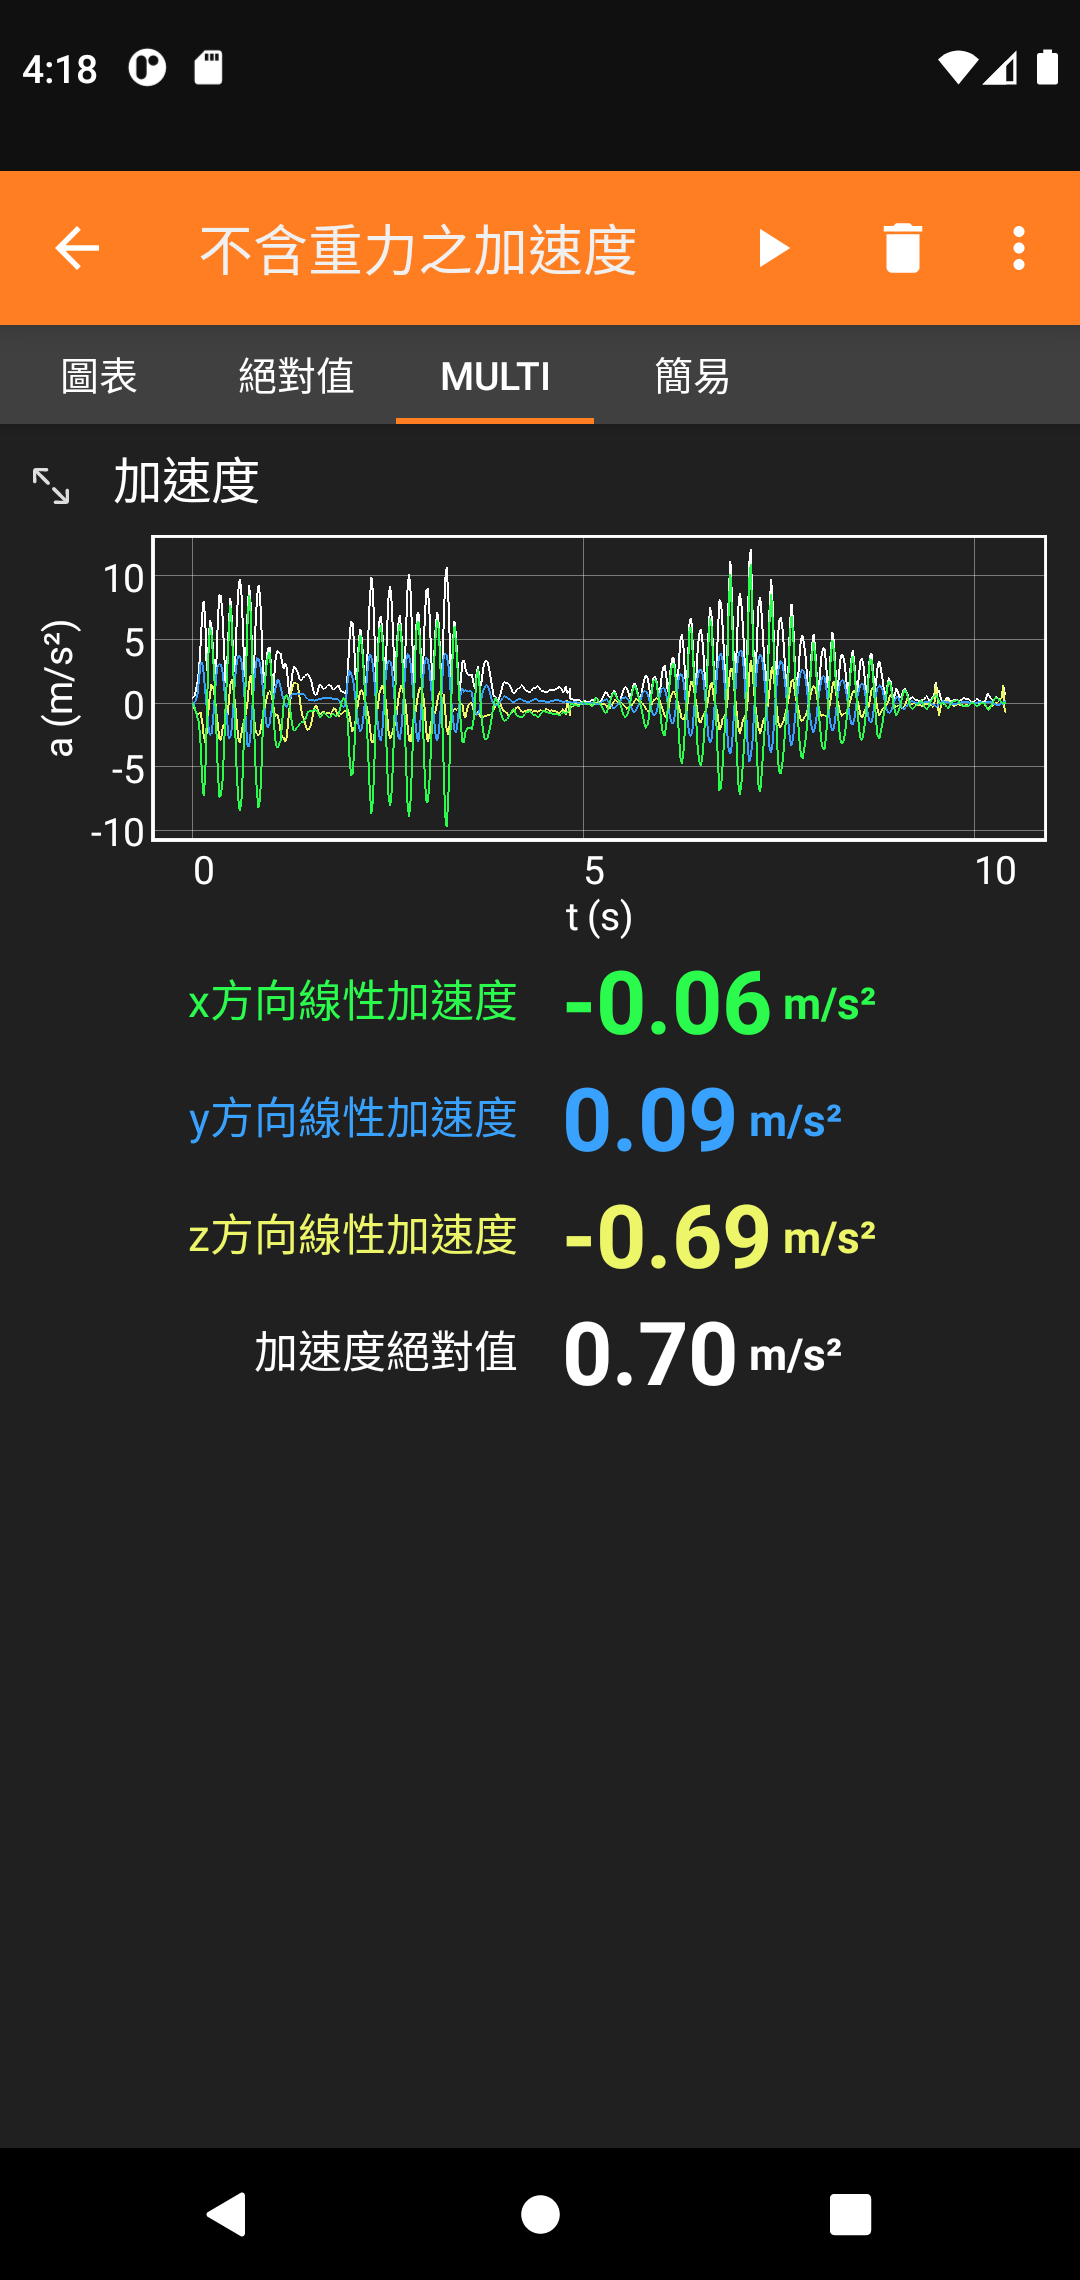 4:18
不含重力之加速度
圖表 絕對值 MULTI 簡易
加速度
a (m/s²)
10
5
0
-5
-10
0 5 10
t (s)
x方向線性加速度 -0.06 m/s²
y方向線性加速度 0.09 m/s²
z方向線性加速度 -0.69 m/s²
加速度絕對值 0.70 m/s²